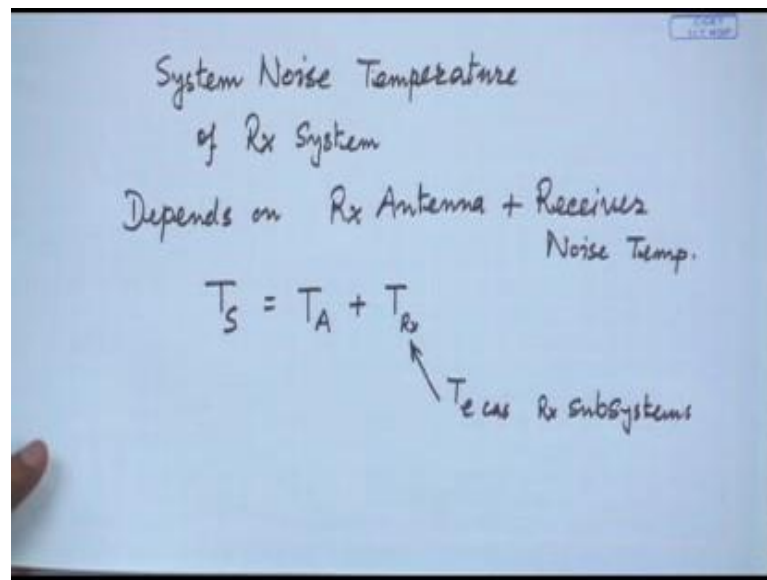 System Noise Temperature
of Rx System
Depends on Rx Antenna + Receiver
Noise Temp.
T_S = T_A + T_Rx
T_e cas Rx Subsystems